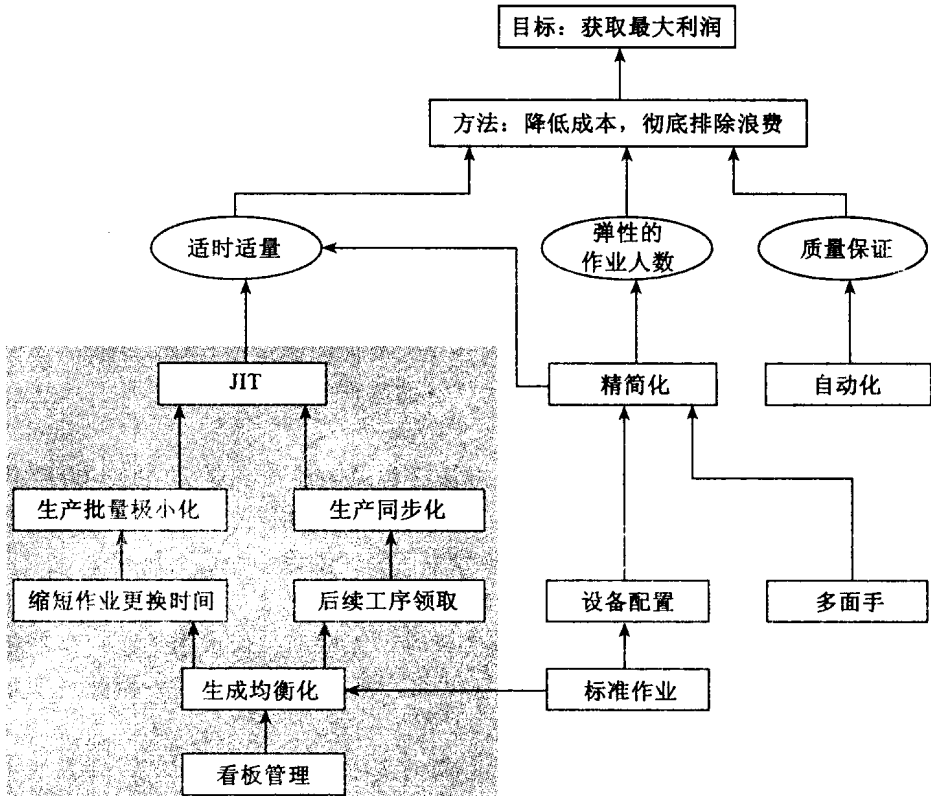 目标：获取最大利润
方法：降低成本，彻底排除浪费
适时适量
弹性的
作业人数
质量保证
JIT
精简化
自动化
生产批量极小化
生产同步化
缩短作业更换时间
后续工序领取
设备配置
多面手
生成均衡化
标准作业
看板管理